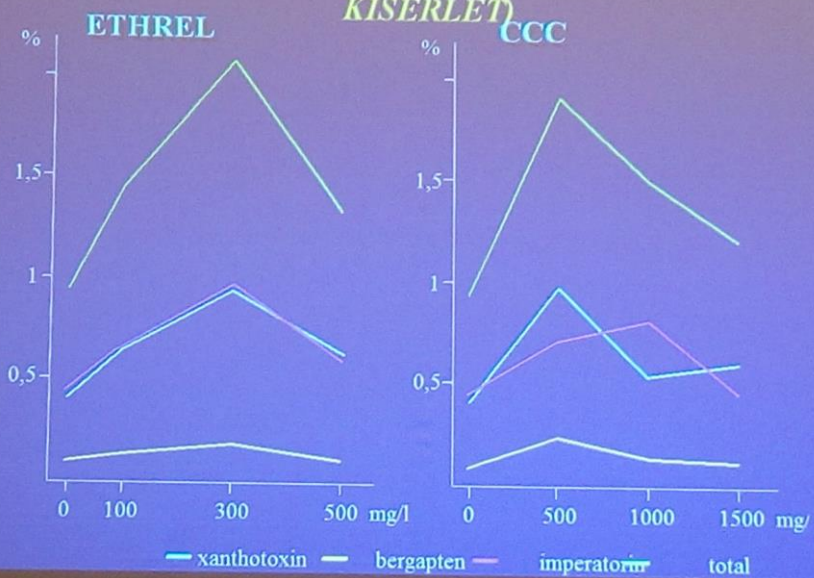 KISERLET
ETHREL
CCC
%
%
1,5
1,5
1
1
0,5
0,5
0 100 300 500 mg/l
0 500 1000 1500 mg/
xanthotoxin bergapten imperatorin total